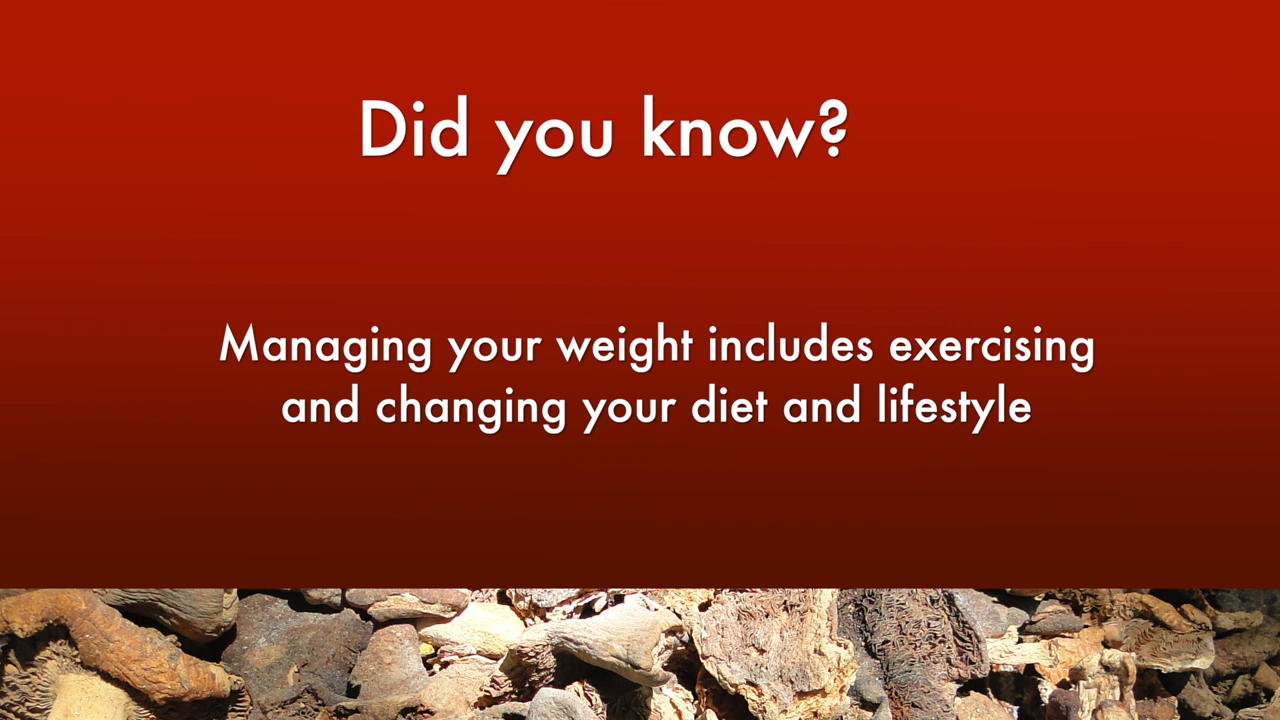 Did you know?
Managing your weight includes exercising
and changing your diet and lifestyle